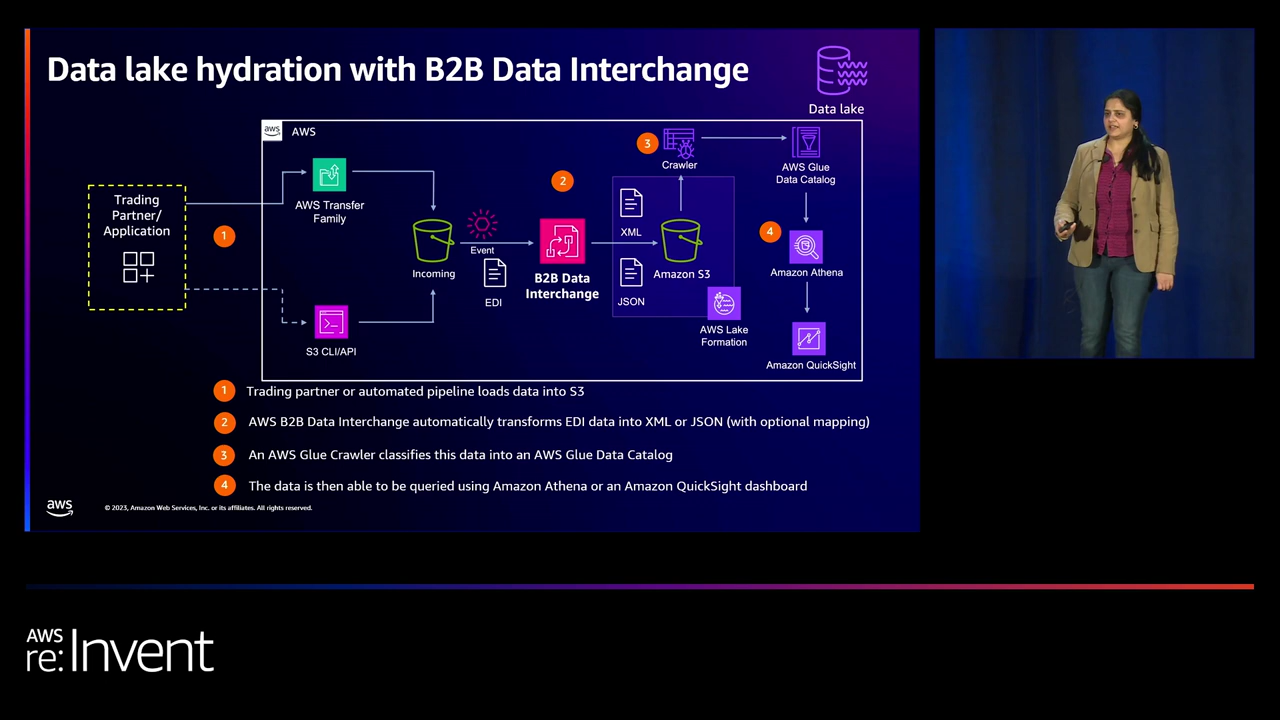 Data lake hydration with B2B Data Interchange
Data lake
aws
AWS
Trading
Partner/
Application
1
AWS Transfer
Family
S3 CLI/API
Incoming
Event
EDI
2
B2B Data
Interchange
XML
JSON
Amazon S3
AWS Lake
Formation
3
Crawler
AWS Glue
Data Catalog
4
Amazon Athena
Amazon QuickSight
1 Trading partner or automated pipeline loads data into S3
2 AWS B2B Data Interchange automatically transforms EDI data into XML or JSON (with optional mapping)
3 An AWS Glue Crawler classifies this data into an AWS Glue Data Catalog
4 The data is then able to be queried using Amazon Athena or an Amazon QuickSight dashboard
aws
© 2023, Amazon Web Services, Inc. or its affiliates. All rights reserved.
AWS
re:Invent